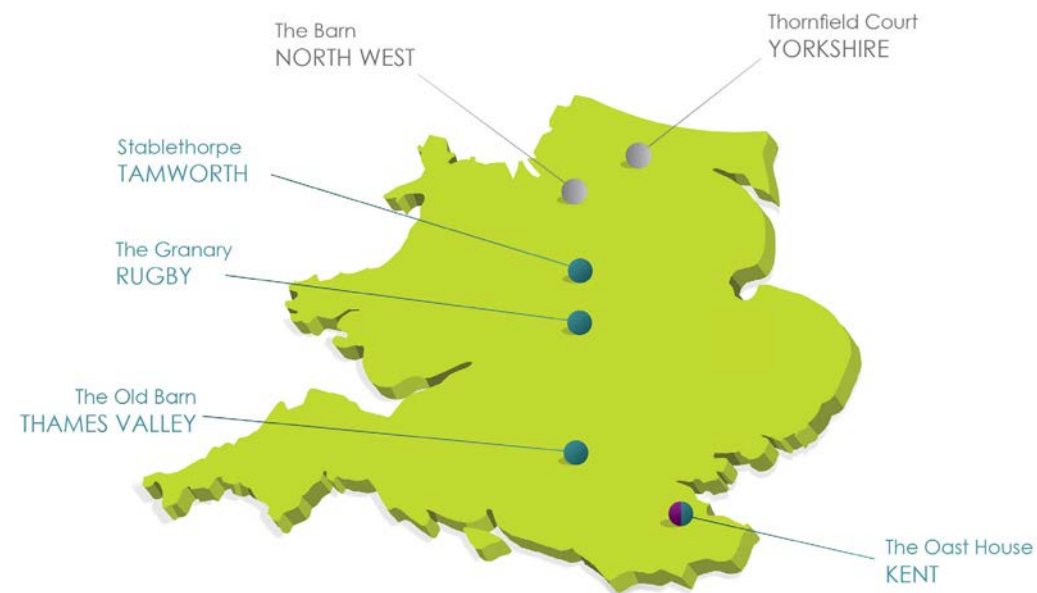 The Barn
NORTH WEST
Thornfield Court
YORKSHIRE
Stablethorpe
TAMWORTH
The Granary
RUGBY
The Old Barn
THAMES VALLEY
The Oast House
KENT